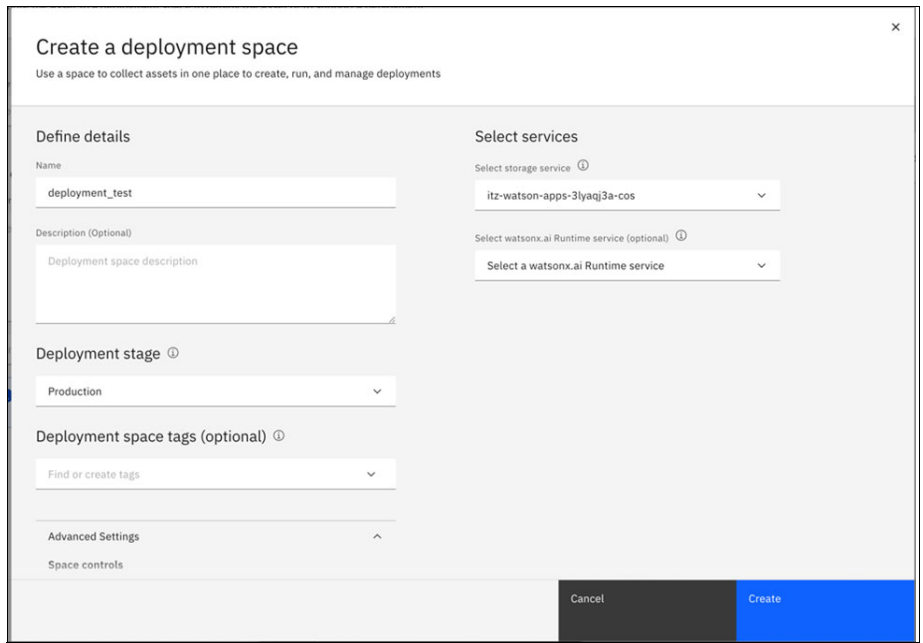 Create a deployment space
Use a space to collect assets in one place to create, run, and manage deployments
Define details
Name
deployment_test
Description (Optional)
Deployment space description
Deployment stage
Production
Deployment space tags (optional)
Find or create tags
Advanced Settings
Space controls
Select services
Select storage service
itz-watson-apps-3lyaqj3a-cos
Select watsonx.ai Runtime service (optional)
Select a watsonx.ai Runtime service
Cancel
Create